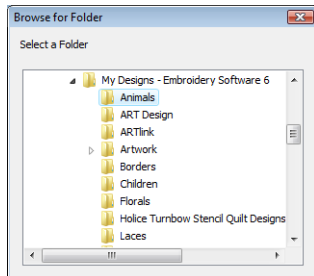 Browse for Folder
Select a Folder
My Designs - Embroidery Software 6
Animals
ART Design
ARTlink
Artwork
Borders
Children
Florals
Holice Turnbow Stencil Quilt Designs
Laces